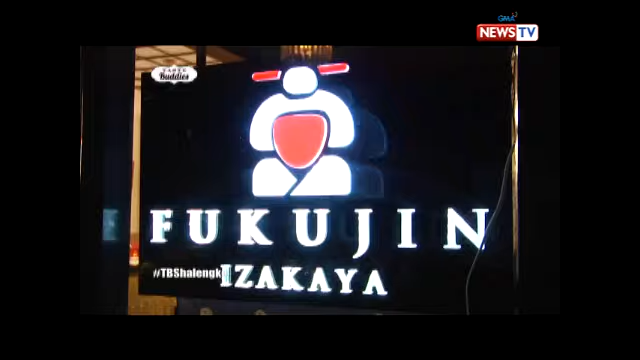 GMA
NEWS TV
TASTE
Buddies
FUKUJIN
#TBShalengk
IZAKAYA